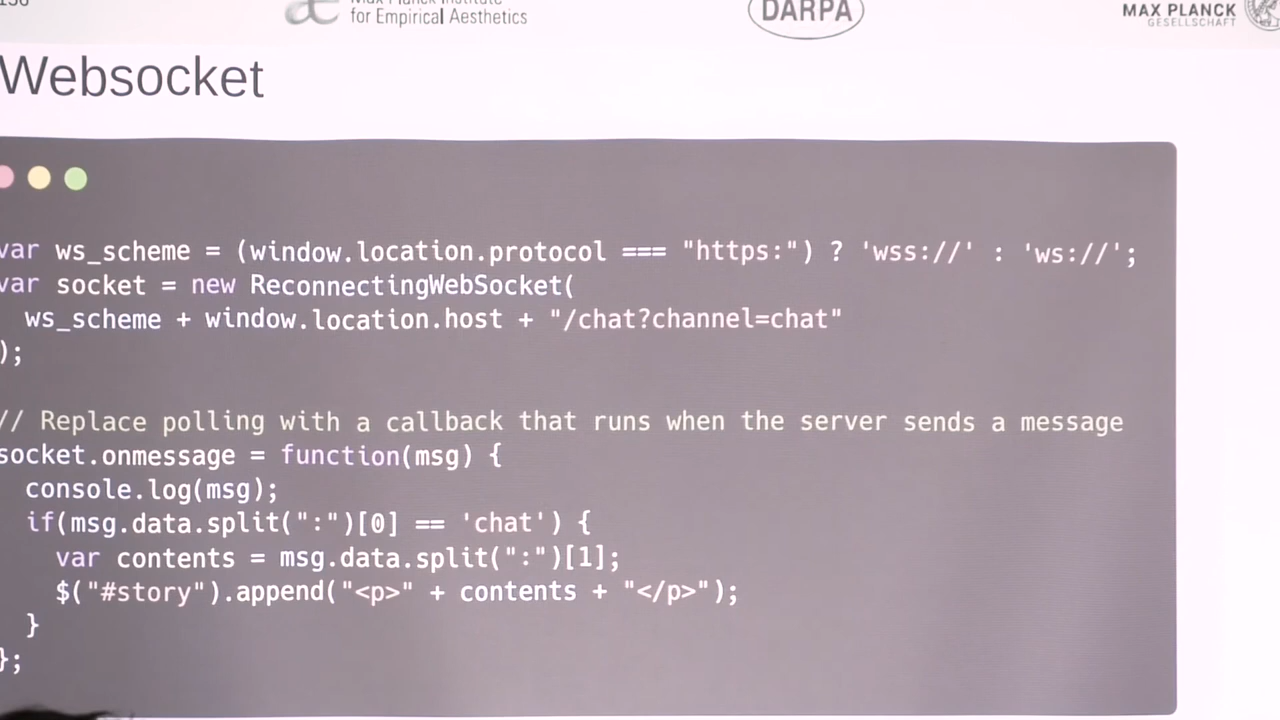 for Empirical Aesthetics
DARPA
MAX PLANCK
GESELLSCHAFT
Websocket
var ws_scheme = (window.location.protocol === "https:") ? 'wss://' : 'ws://';
var socket = new ReconnectingWebSocket(
ws_scheme + window.location.host + "/chat?channel=chat"
);
// Replace polling with a callback that runs when the server sends a message
socket.onmessage = function(msg) {
console.log(msg);
if(msg.data.split(":")[0] == 'chat') {
var contents = msg.data.split(":")[1];
$("#story").append("<p>" + contents + "</p>");
}
};